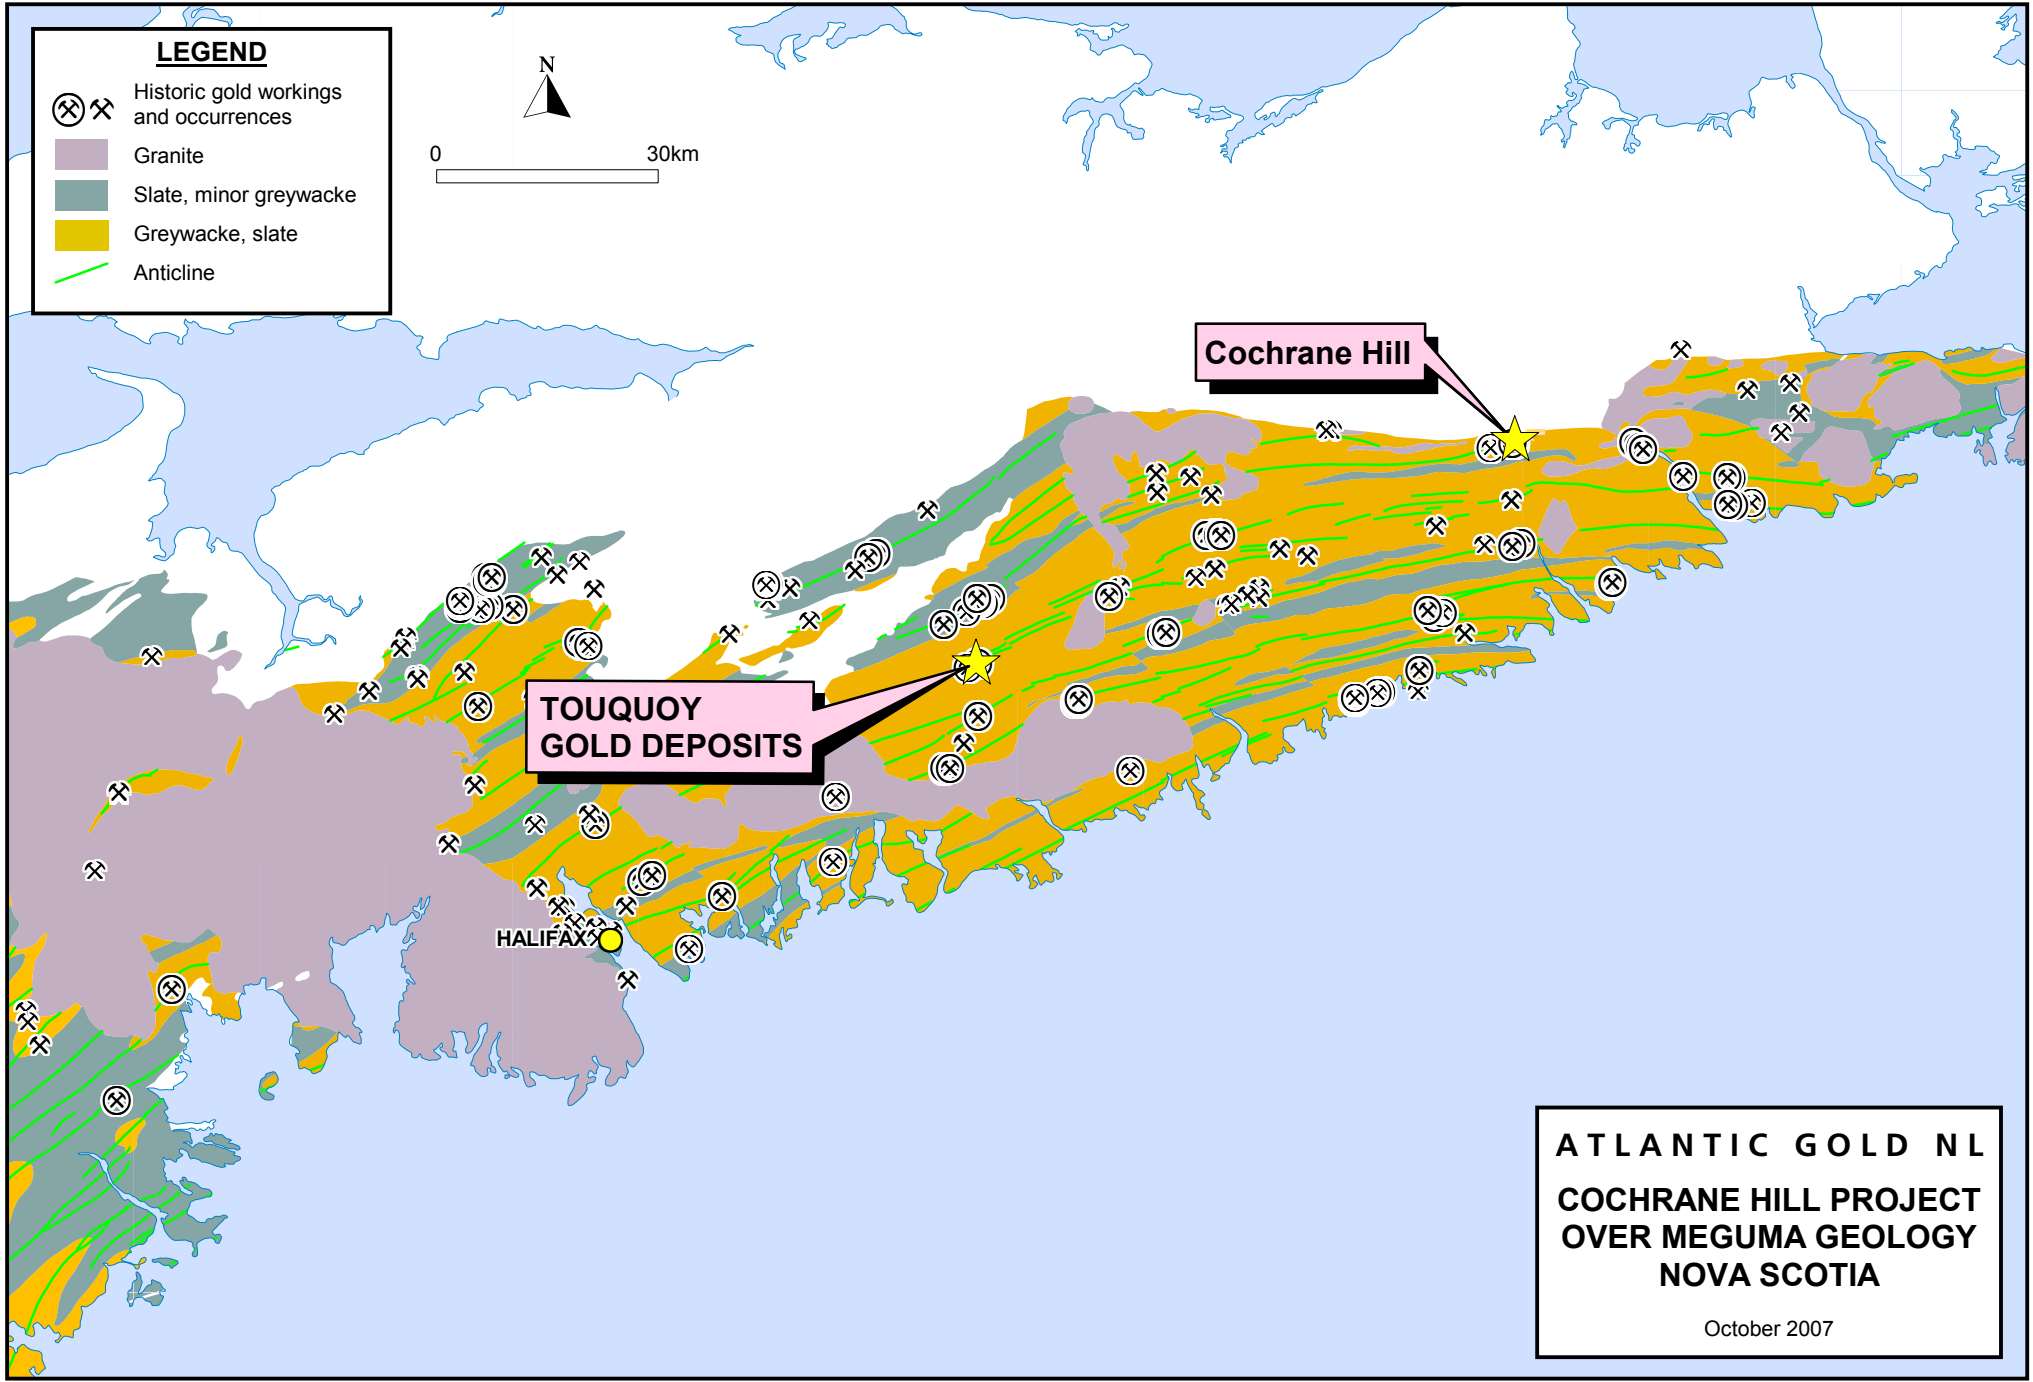 LEGEND
Historic gold workings
and occurrences
Granite
Slate, minor greywacke
Greywacke, slate
Anticline
N
0 30km
Cochrane Hill
TOUQUOY
GOLD DEPOSITS
HALIFAX
ATLANTIC GOLD NL
COCHRANE HILL PROJECT
OVER MEGUMA GEOLOGY
NOVA SCOTIA
October 2007